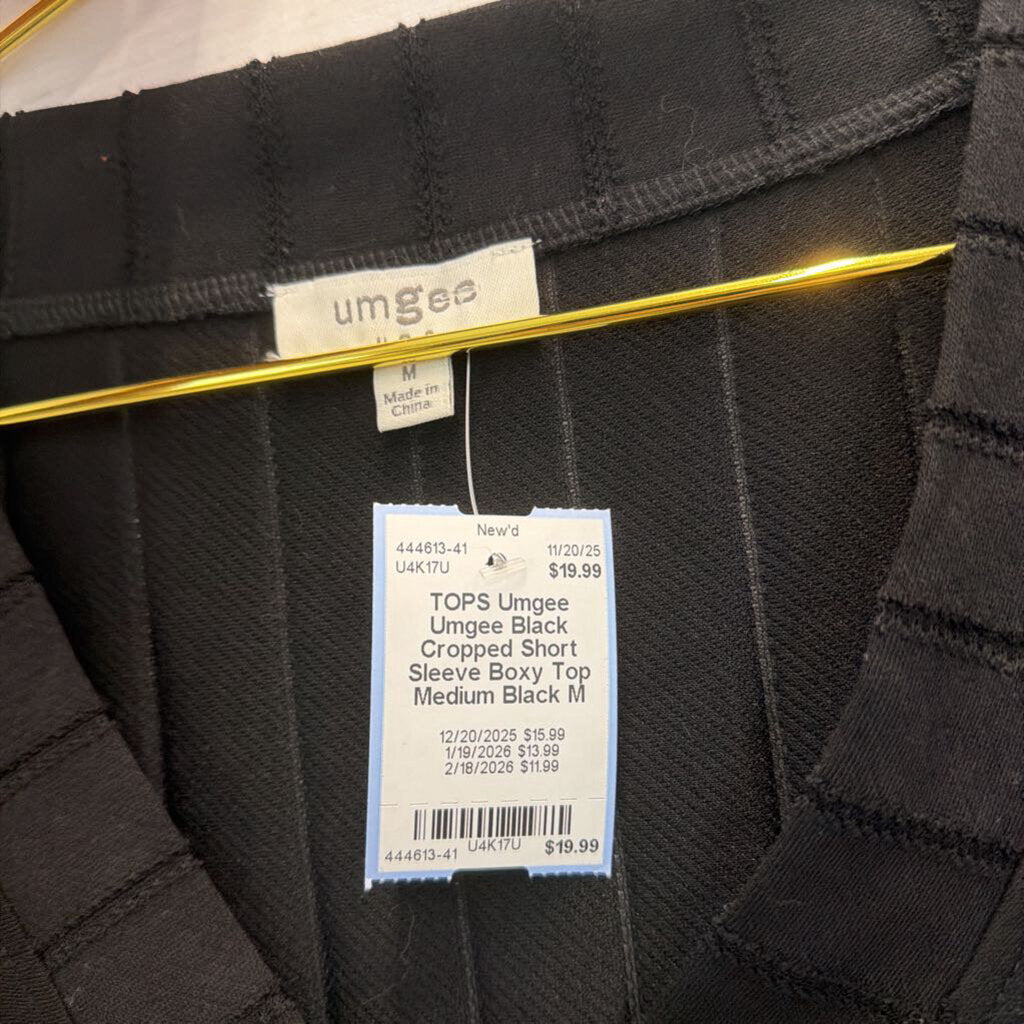 umgee
M
Made in
China
New'd
444613-41 11/20/25
U4K17U $19.99
TOPS Umgee
Umgee Black
Cropped Short
Sleeve Boxy Top
Medium Black M
12/20/2025 $15.99
1/19/2026 $13.99
2/18/2026 $11.99
444613-41 U4K17U $19.99